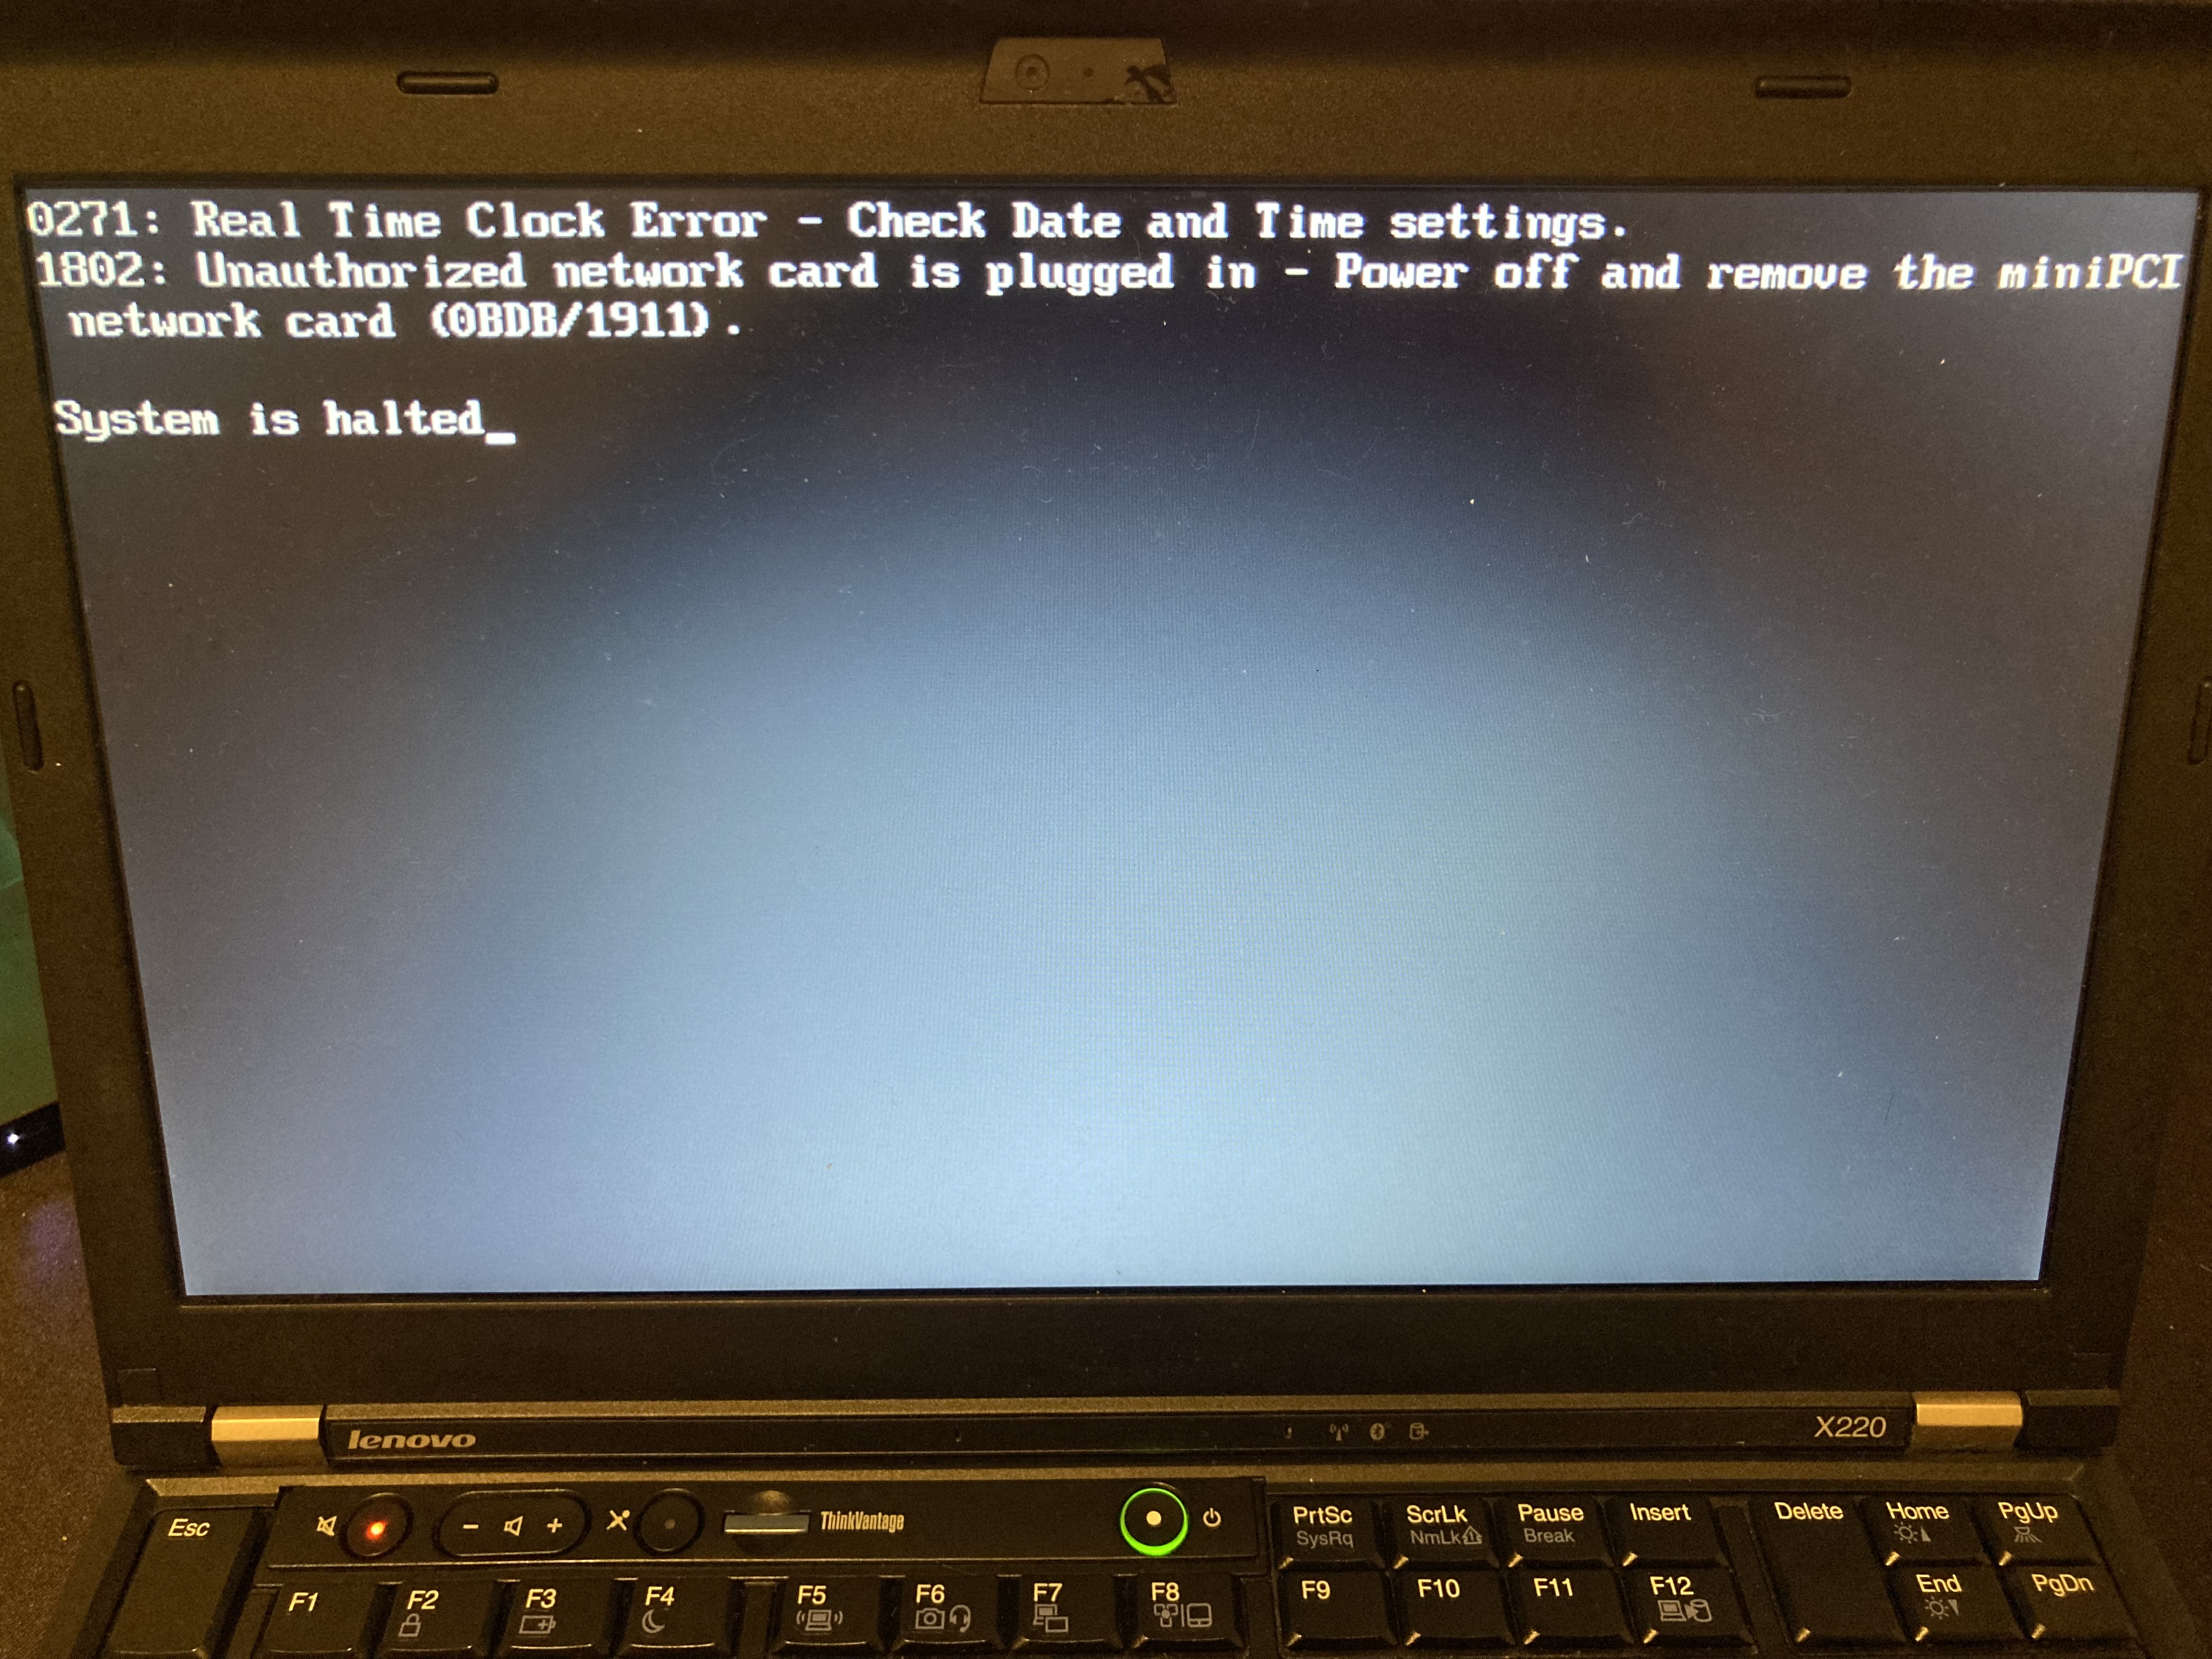 0271: Real Time Clock Error - Check Date and Time settings.
1802: Unauthorized network card is plugged in - Power off and remove the miniPCI
network card (0BDB/1911).
System is halted_
lenovo
X220
Esc
- +
ThinkVantage
PrtSc
SysRq
ScrLk
NmLk
Pause
Break
Insert
Delete
Home
PgUp
F1
F2
F3
F4
F5
F6
F7
F8
F9
F10
F11
F12
End
PgDn